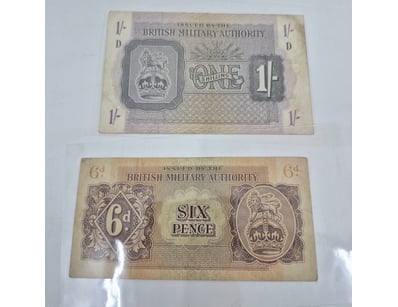 1/-
ISSUED BY THE
BRITISH MILITARY AUTHORITY
1/-
D
D
ONE
SHILLING
1/-
1/-
1/-
ISSUED BY THE
6d.
BRITISH MILITARY AUTHORITY
6d.
6d.
SIX
PENCE